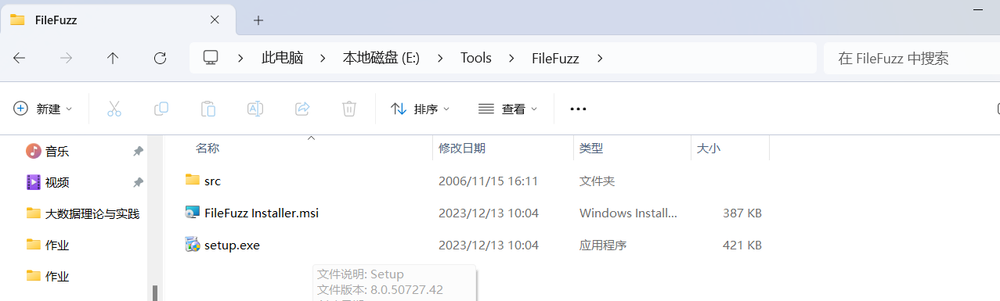 FileFuzz
此电脑 本地磁盘 (E:) Tools FileFuzz 在 FileFuzz 中搜索
新建 排序 查看
名称 修改日期 类型 大小
音乐
视频
大数据理论与实践
作业
作业
src 2006/11/15 16:11 文件夹
FileFuzz Installer.msi 2023/12/13 10:04 Windows Install... 387 KB
setup.exe 2023/12/13 10:04 应用程序 421 KB
文件说明: Setup
文件版本: 8.0.50727.42